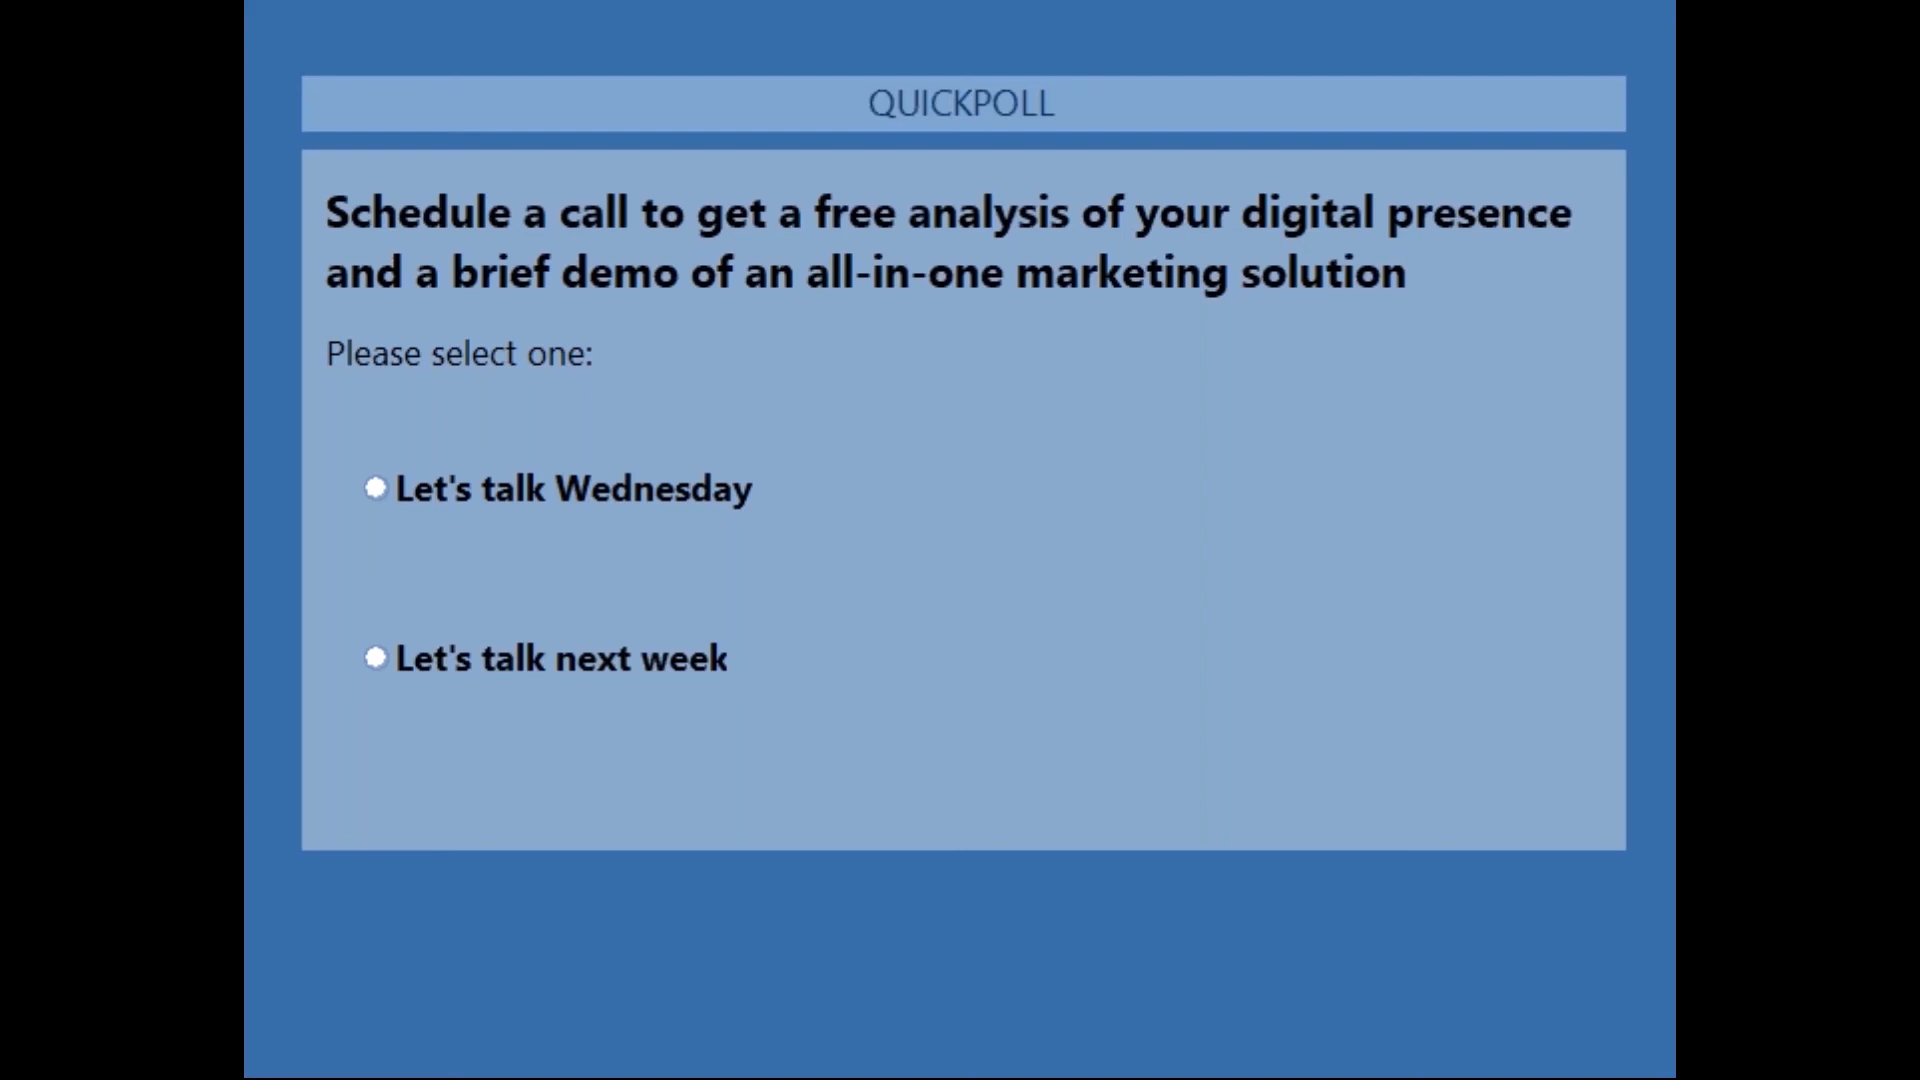 QUICKPOLL
Schedule a call to get a free analysis of your digital presence
and a brief demo of an all-in-one marketing solution
Please select one:
Let's talk Wednesday
Let's talk next week